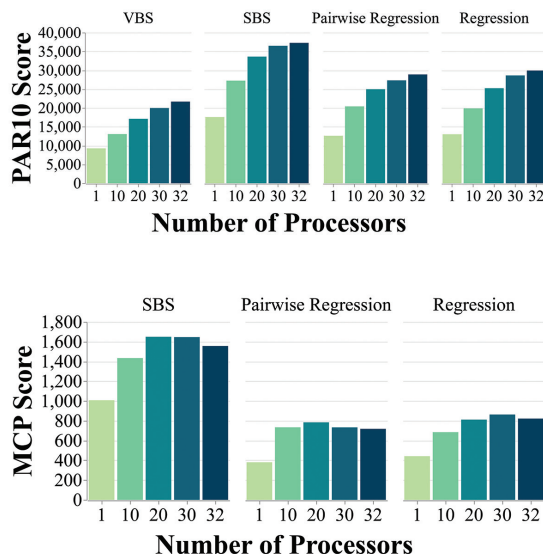 VBS SBS Pairwise Regression Regression
PAR10 Score
40,000
35,000
30,000
25,000
20,000
15,000
10,000
5,000
0
1 10 20 30 32 1 10 20 30 32 1 10 20 30 32 1 10 20 30 32
Number of Processors
SBS Pairwise Regression Regression
MCP Score
1,800
1,600
1,400
1,200
1,000
800
600
400
200
0
1 10 20 30 32 1 10 20 30 32 1 10 20 30 32
Number of Processors